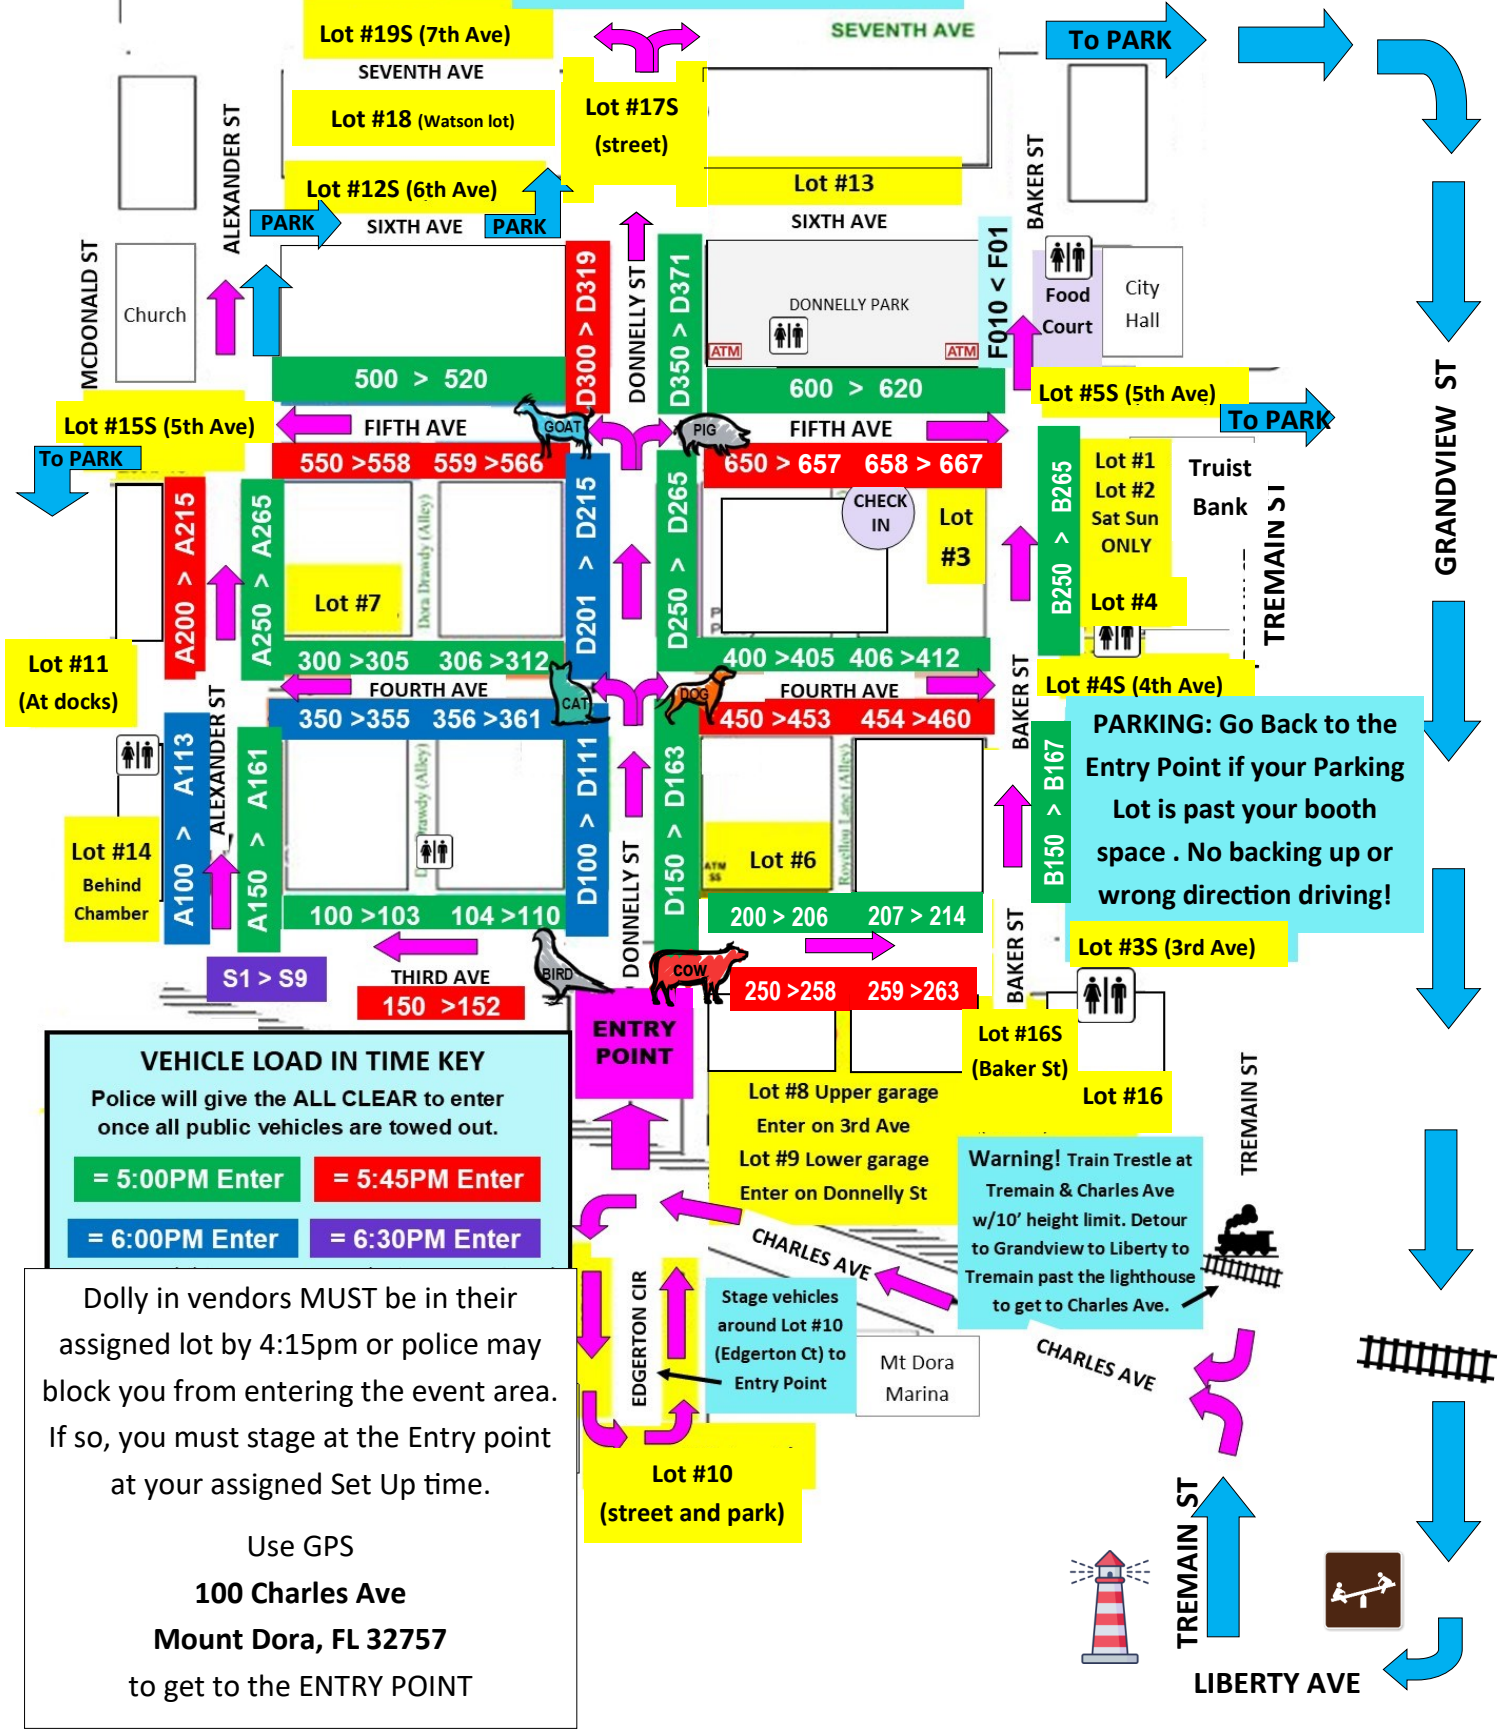 SEVENTH AVE
To PARK
Lot #19S (7th Ave)
SEVENTH AVE
Lot #18 (Watson lot)
Lot #17S
(street)
Lot #12S (6th Ave)
Lot #13
ALEXANDER ST
BAKER ST
PARK
SIXTH AVE
PARK
SIXTH AVE
MCDONALD ST
Church
D300 > D319
DONNELLY ST
D350 > D371
DONNELLY PARK
ATM
ATM
F010 < F01
Food
Court
City
Hall
GRANDVIEW ST
500 > 520
600 > 620
Lot #5S (5th Ave)
To PARK
Lot #15S (5th Ave)
FIFTH AVE
GOAT
PIG
FIFTH AVE
To PARK
550 >558 559 >566
650 > 657 658 > 667
A200 > A215
A250 > A265
Dora Drawdy (Alley)
D201 > D215
D250 > D265
CHECK
IN
Lot
#3
B250 > B265
Lot #1
Lot #2
Sat Sun
ONLY
Truist
Bank
TREMAIN ST
Lot #7
Lot #4
Lot #11
(At docks)
300 >305 306 >312
400 >405 406 >412
ALEXANDER ST
FOURTH AVE
CAT
DOG
FOURTH AVE
BAKER ST
Lot #4S (4th Ave)
350 >355 356 >361
450 >453 454 >460
PARKING: Go Back to the
Entry Point if your Parking
Lot is past your booth
space . No backing up or
wrong direction driving!
A100 > A113
A150 > A161
Drawdy (Alley)
D100 > D111
DONNELLY ST
D150 > D163
Roxellou Lane (Alley)
B150 > B167
Lot #14
Behind
Chamber
ATM
SS
Lot #6
100 >103 104 >110
200 > 206 207 > 214
BAKER ST
Lot #3S (3rd Ave)
S1 > S9
THIRD AVE
BIRD
COW
150 >152
250 >258 259 >263
ENTRY
POINT
Lot #16S
(Baker St)
Lot #16
TREMAIN ST
VEHICLE LOAD IN TIME KEY
Police will give the ALL CLEAR to enter
once all public vehicles are towed out.
= 5:00PM Enter
= 5:45PM Enter
= 6:00PM Enter
= 6:30PM Enter
Lot #8 Upper garage
Enter on 3rd Ave
Lot #9 Lower garage
Enter on Donnelly St
Warning! Train Trestle at
Tremain & Charles Ave
w/10’ height limit. Detour
to Grandview to Liberty to
Tremain past the lighthouse
to get to Charles Ave.
CHARLES AVE
EDGERTON CIR
Stage vehicles
around Lot #10
(Edgerton Ct) to
Entry Point
Mt Dora
Marina
CHARLES AVE
Dolly in vendors MUST be in their
assigned lot by 4:15pm or police may
block you from entering the event area.
If so, you must stage at the Entry point
at your assigned Set Up time.
Use GPS
100 Charles Ave
Mount Dora, FL 32757
to get to the ENTRY POINT
Lot #10
(street and park)
TREMAIN ST
LIBERTY AVE